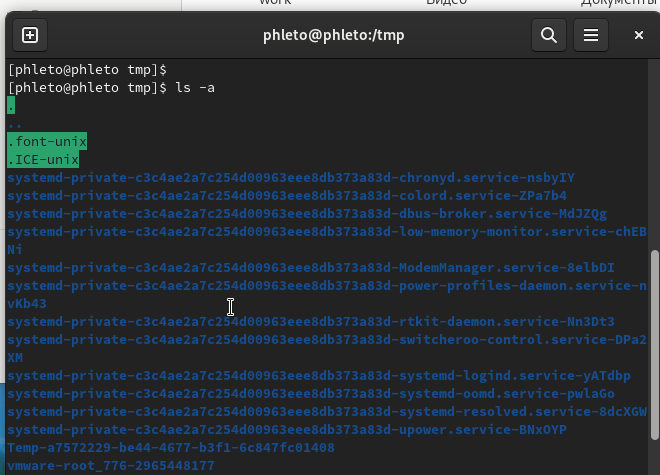 work Видео Документы
phleto@phleto:/tmp
[phleto@phleto tmp]$
[phleto@phleto tmp]$ ls -a
.
..
.font-unix
.ICE-unix
systemd-private-c3c4ae2a7c254d00963eee8db373a83d-chronyd.service-nsbyIY
systemd-private-c3c4ae2a7c254d00963eee8db373a83d-colord.service-ZPa7b4
systemd-private-c3c4ae2a7c254d00963eee8db373a83d-dbus-broker.service-MdJZQg
systemd-private-c3c4ae2a7c254d00963eee8db373a83d-low-memory-monitor.service-chEB
Ni
systemd-private-c3c4ae2a7c254d00963eee8db373a83d-ModemManager.service-8elbDI
systemd-private-c3c4ae2a7c254d00963eee8db373a83d-power-profiles-daemon.service-n
vKb43
systemd-private-c3c4ae2a7c254d00963eee8db373a83d-rtkit-daemon.service-Nn3Dt3
systemd-private-c3c4ae2a7c254d00963eee8db373a83d-switcheroo-control.service-DPa2
XM
systemd-private-c3c4ae2a7c254d00963eee8db373a83d-systemd-logind.service-yATdbp
systemd-private-c3c4ae2a7c254d00963eee8db373a83d-systemd-oomd.service-pwlaGo
systemd-private-c3c4ae2a7c254d00963eee8db373a83d-systemd-resolved.service-8dcXGW
systemd-private-c3c4ae2a7c254d00963eee8db373a83d-upower.service-BNxOYP
Temp-a7572229-be44-4677-b3f1-6c847fc01408
vmware-root_776-2965448177